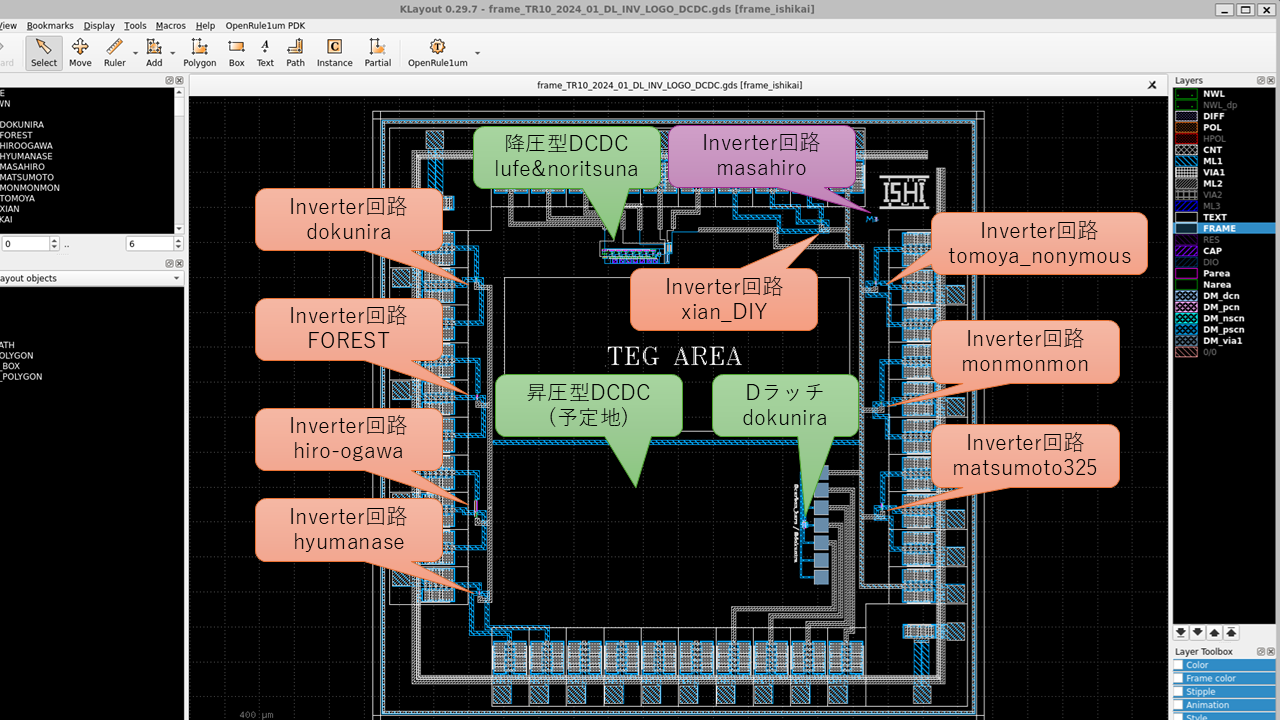 KLayout 0.29.7 - frame_TR10_2024_01_DL_INV_LOGO_DCDC.gds [frame_ishikai]
View Bookmarks Display Tools Macros Help OpenRule1um PDK
Select Move Ruler Add Polygon Box Text Path Instance Partial OpenRule1um
frame_TR10_2024_01_DL_INV_LOGO_DCDC.gds [frame_ishikai]
DOKUNIRA
FOREST
HIROOGAWA
HYUMANASE
MASAHIRO
MATSUMOTO
MONMONMON
TOMOYA
XIAN
KAI
0 .. 6
ayout objects
ATH
OLYGON
_BOX
_POLYGON
降圧型DCDC
lufe&noritsuna
Inverter回路
masahiro
ISHI
Inverter回路
dokunira
Inverter回路
tomoya_nonymous
Inverter回路
xian_DIY
Inverter回路
FOREST
Inverter回路
monmonmon
TEG AREA
昇圧型DCDC
(予定地)
Dラッチ
dokunira
Inverter回路
hiro-ogawa
Inverter回路
matsumoto325
Inverter回路
hyumanase
400 µm
Layers
NWL
NWL_dp
DIFF
POL
HPOL
CNT
ML1
VIA1
ML2
VIA2
ML3
TEXT
FRAME
RES
CAP
DIO
Parea
Narea
DM_dcn
DM_pcn
DM_nscn
DM_pscn
DM_via1
0/0
Layer Toolbox
Color
Frame color
Stipple
Animation
Style